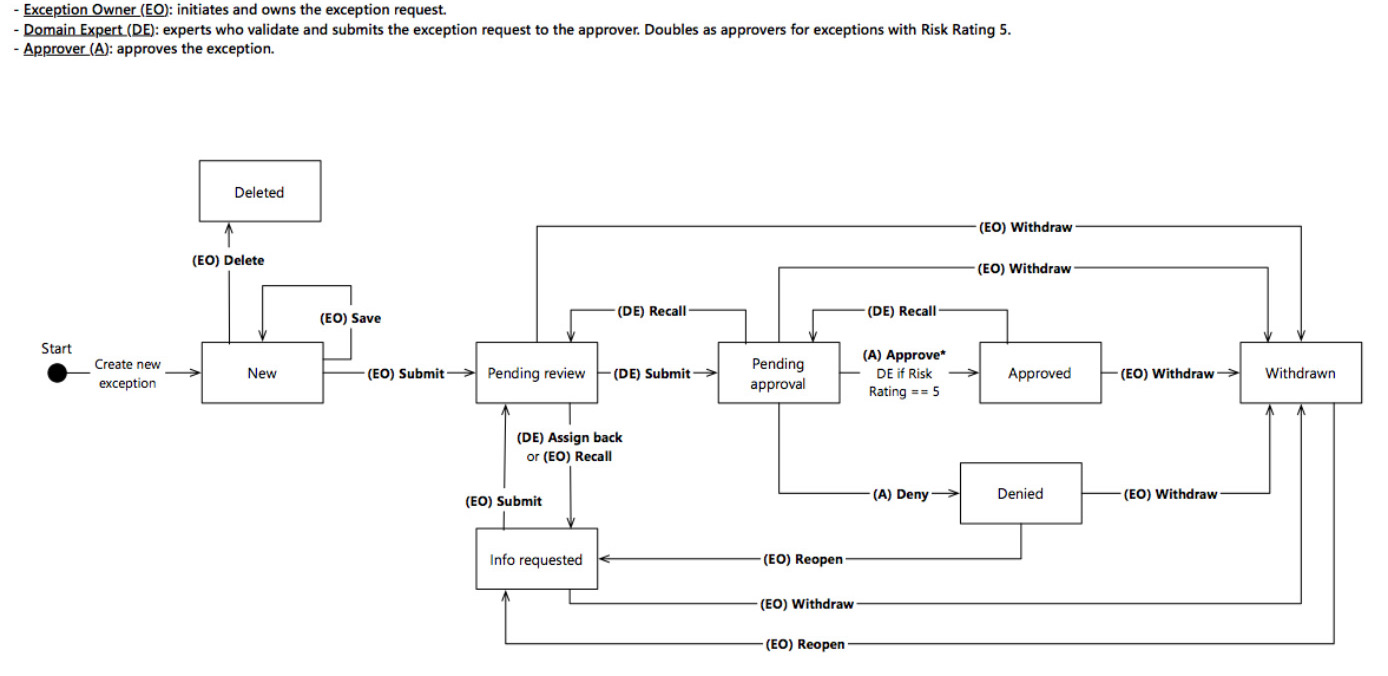 - Exception Owner (EO): initiates and owns the exception request.
- Domain Expert (DE): experts who validate and submits the exception request to the approver. Doubles as approvers for exceptions with Risk Rating 5.
- Approver (A): approves the exception.
Deleted
(EO) Withdraw
(EO) Delete
(EO) Withdraw
(EO) Save
(DE) Recall
(DE) Recall
Start
Create new
exception
New
(EO) Submit
Pending review
(DE) Submit
Pending
approval
(A) Approve*
DE if Risk
Rating == 5
Approved
(EO) Withdraw
Withdrawn
(DE) Assign back
or (EO) Recall
(EO) Submit
(A) Deny
Denied
(EO) Withdraw
Info requested
(EO) Reopen
(EO) Withdraw
(EO) Reopen